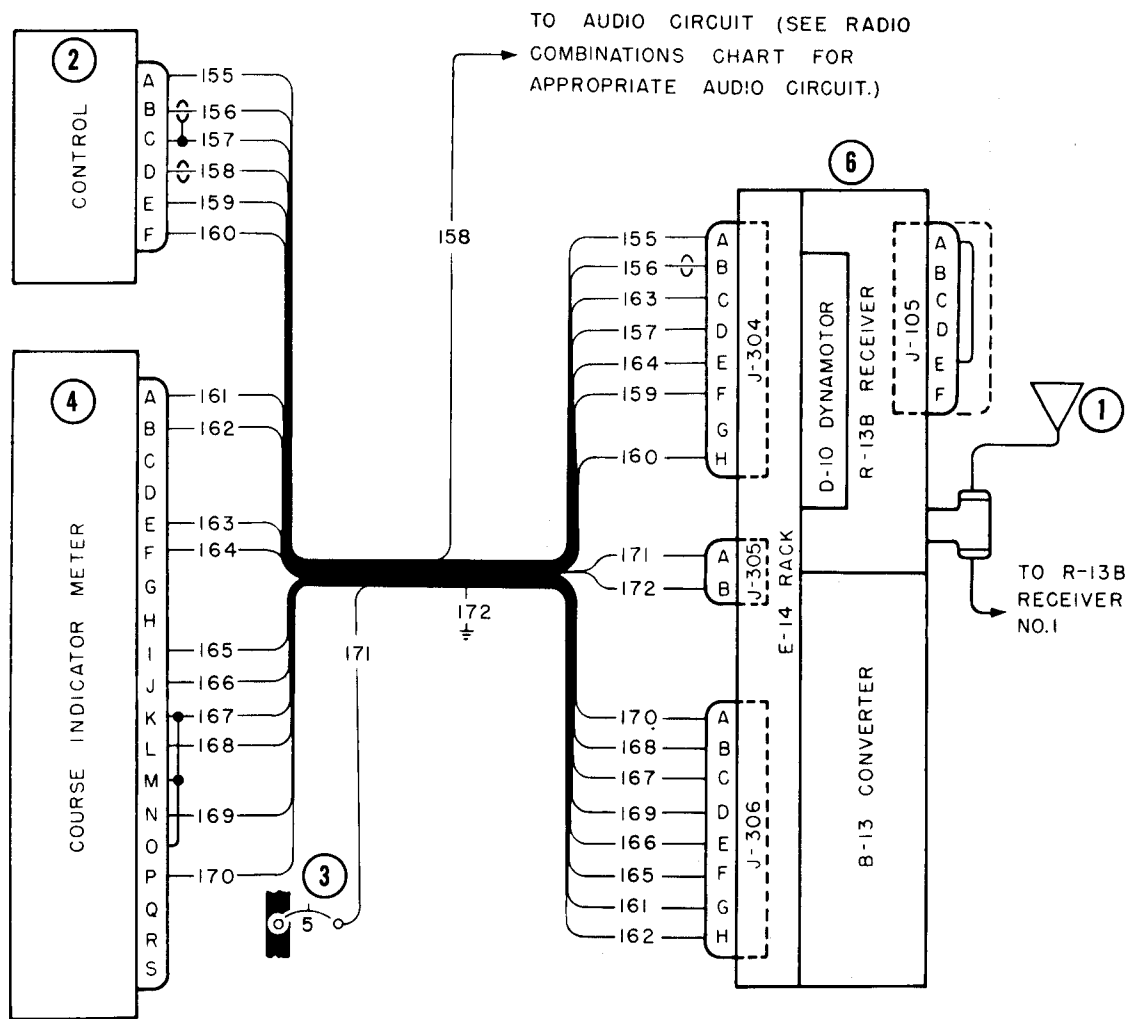 TO AUDIO CIRCUIT (SEE RADIO
COMBINATIONS CHART FOR
APPROPRIATE AUDIO CIRCUIT.)
2
CONTROL
A 155
B 156
C 157
D 158
E 159
F 160
158
4
COURSE INDICATOR METER
A 161
B 162
C
D
E 163
F 164
G
H
I 165
J 166
K 167
L 168
M
N 169
O
P 170
Q
R
S
3
5
171
172
6
155 A
156 B
163 C
157 D
164 E
159 F
G
160 H
J-304
171 A
172 B
J-305
170 A
168 B
167 C
169 D
166 E
165 F
161 G
162 H
J-306
E-14 RACK
D-10 DYNAMOTOR
R-13B RECEIVER
B-13 CONVERTER
J-105
A
B
C
D
E
F
1
TO R-13B
RECEIVER
NO.1